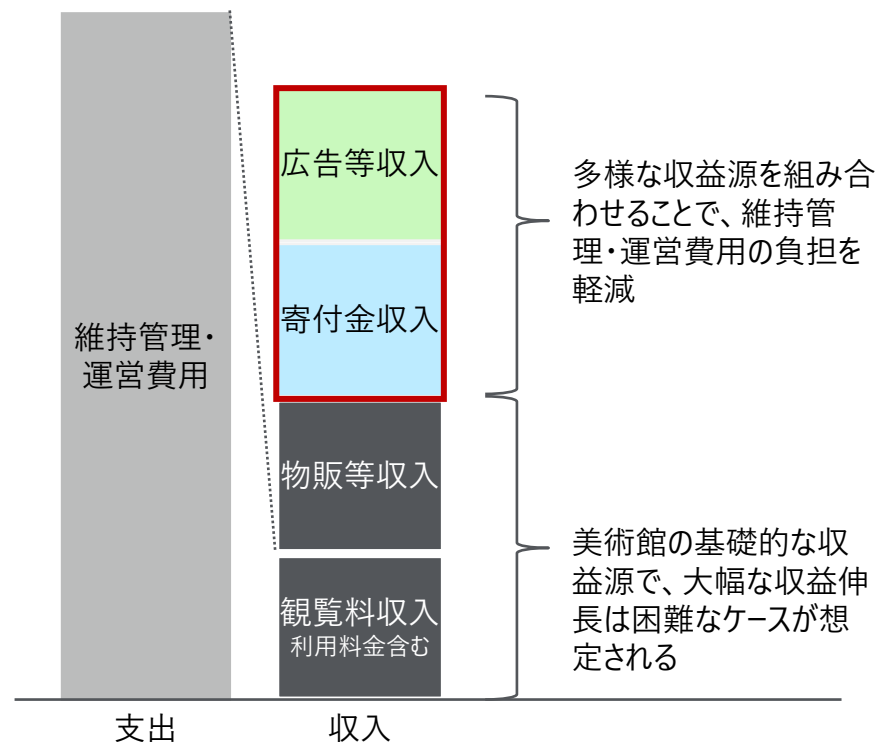 広告等収入
寄付金収入
維持管理・
運営費用
物販等収入
観覧料収入
利用料金含む
多様な収益源を組み合
わせることで、維持管
理・運営費用の負担を
軽減
美術館の基礎的な収
益源で、大幅な収益伸
長は困難なケースが想
定される
支出
収入